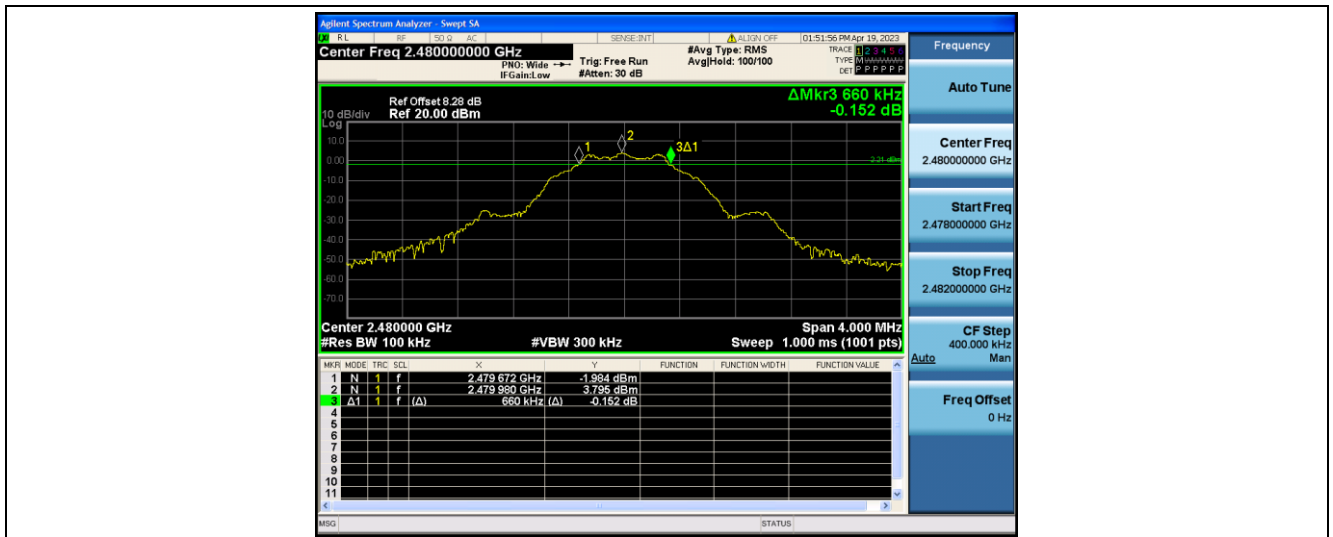 Agilent Spectrum Analyzer - Swept SA
RL RF 50 Ω AC SENSE:INT ALIGN OFF 01:51:56 PM Apr 19, 2023
Center Freq 2.480000000 GHz
#Avg Type: RMS
TRACE 1 2 3 4 5 6
PNO: Wide
Trig: Free Run
Avg|Hold: 100/100
TYPE M
IFGain:Low
#Atten: 30 dB
DET P P P P P P
ΔMkr3 660 kHz
-0.152 dB
Ref Offset 8.28 dB
10 dB/div Ref 20.00 dBm
Log
10.0
0.00
-10.0
-20.0
-30.0
-40.0
-50.0
-60.0
-70.0
1
2
3Δ1
-2.21 dBm
Center 2.480000 GHz Span 4.000 MHz
#Res BW 100 kHz #VBW 300 kHz Sweep 1.000 ms (1001 pts)
MKR MODE TRC SCL X Y FUNCTION FUNCTION WIDTH FUNCTION VALUE
1 N 1 f 2.479 672 GHz -1.984 dBm
2 N 1 f 2.479 980 GHz 3.795 dBm
3 Δ1 1 f (Δ) 660 kHz (Δ) -0.152 dB
4
5
6
7
8
9
10
11
MSG STATUS
Frequency
Auto Tune
Center Freq
2.480000000 GHz
Start Freq
2.478000000 GHz
Stop Freq
2.482000000 GHz
CF Step
400.000 kHz
Auto Man
Freq Offset
0 Hz